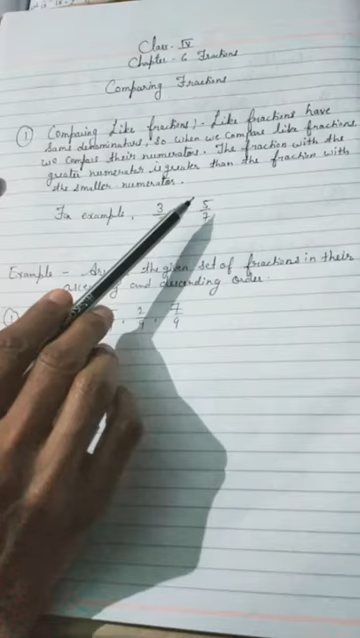 Class - IV
Chapter - 6 Fractions
Comparing Fractions
① Comparing Like fractions :- Like fractions have
Same denominators, So when we compare like fractions
we compare their numerators. The fraction with the
greater numerator is greater than the fraction with
the smaller numerator.
For example, 3 5/7
Example - the given set of fractions in their
and descending order.
2/9, 7/9